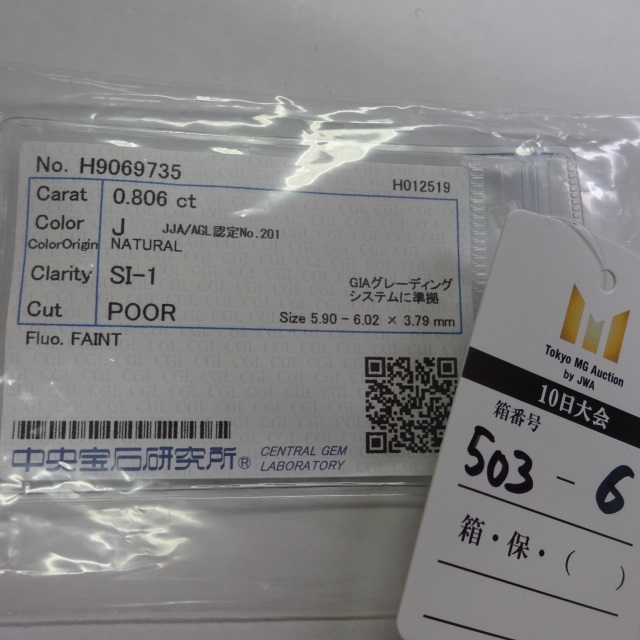 No. H9069735
H012519
Carat 0.806 ct
Color J JJA/AGL認定No.201
ColorOrigin NATURAL
Clarity SI-1
GIAグレーディング
システムに準拠
Cut POOR
Size 5.90 - 6.02 × 3.79 mm
Fluo. FAINT
中央宝石研究所®
CENTRAL GEM
LABORATORY
Tokyo MG Auction
by JWA
10日大会
箱番号
503 - 6
箱・保・( )